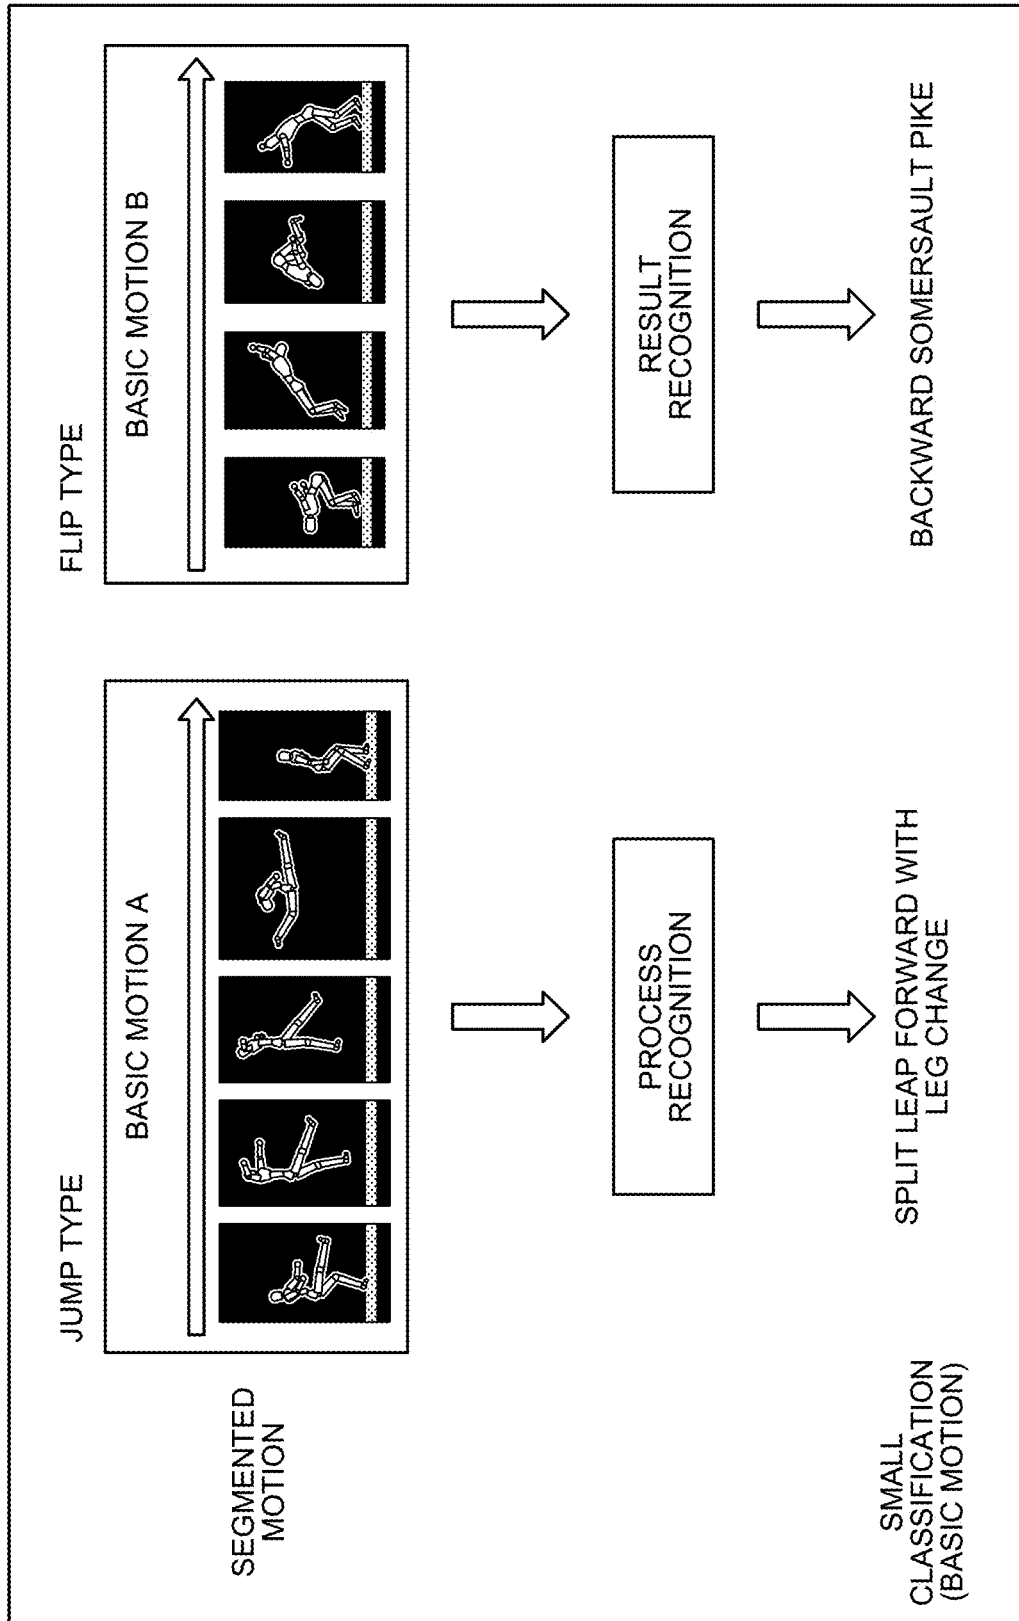 JUMP TYPE
FLIP TYPE
SEGMENTED
MOTION
BASIC MOTION A
BASIC MOTION B
PROCESS
RECOGNITION
RESULT
RECOGNITION
SMALL
CLASSIFICATION
(BASIC MOTION)
SPLIT LEAP FORWARD WITH
LEG CHANGE
BACKWARD SOMERSAULT PIKE